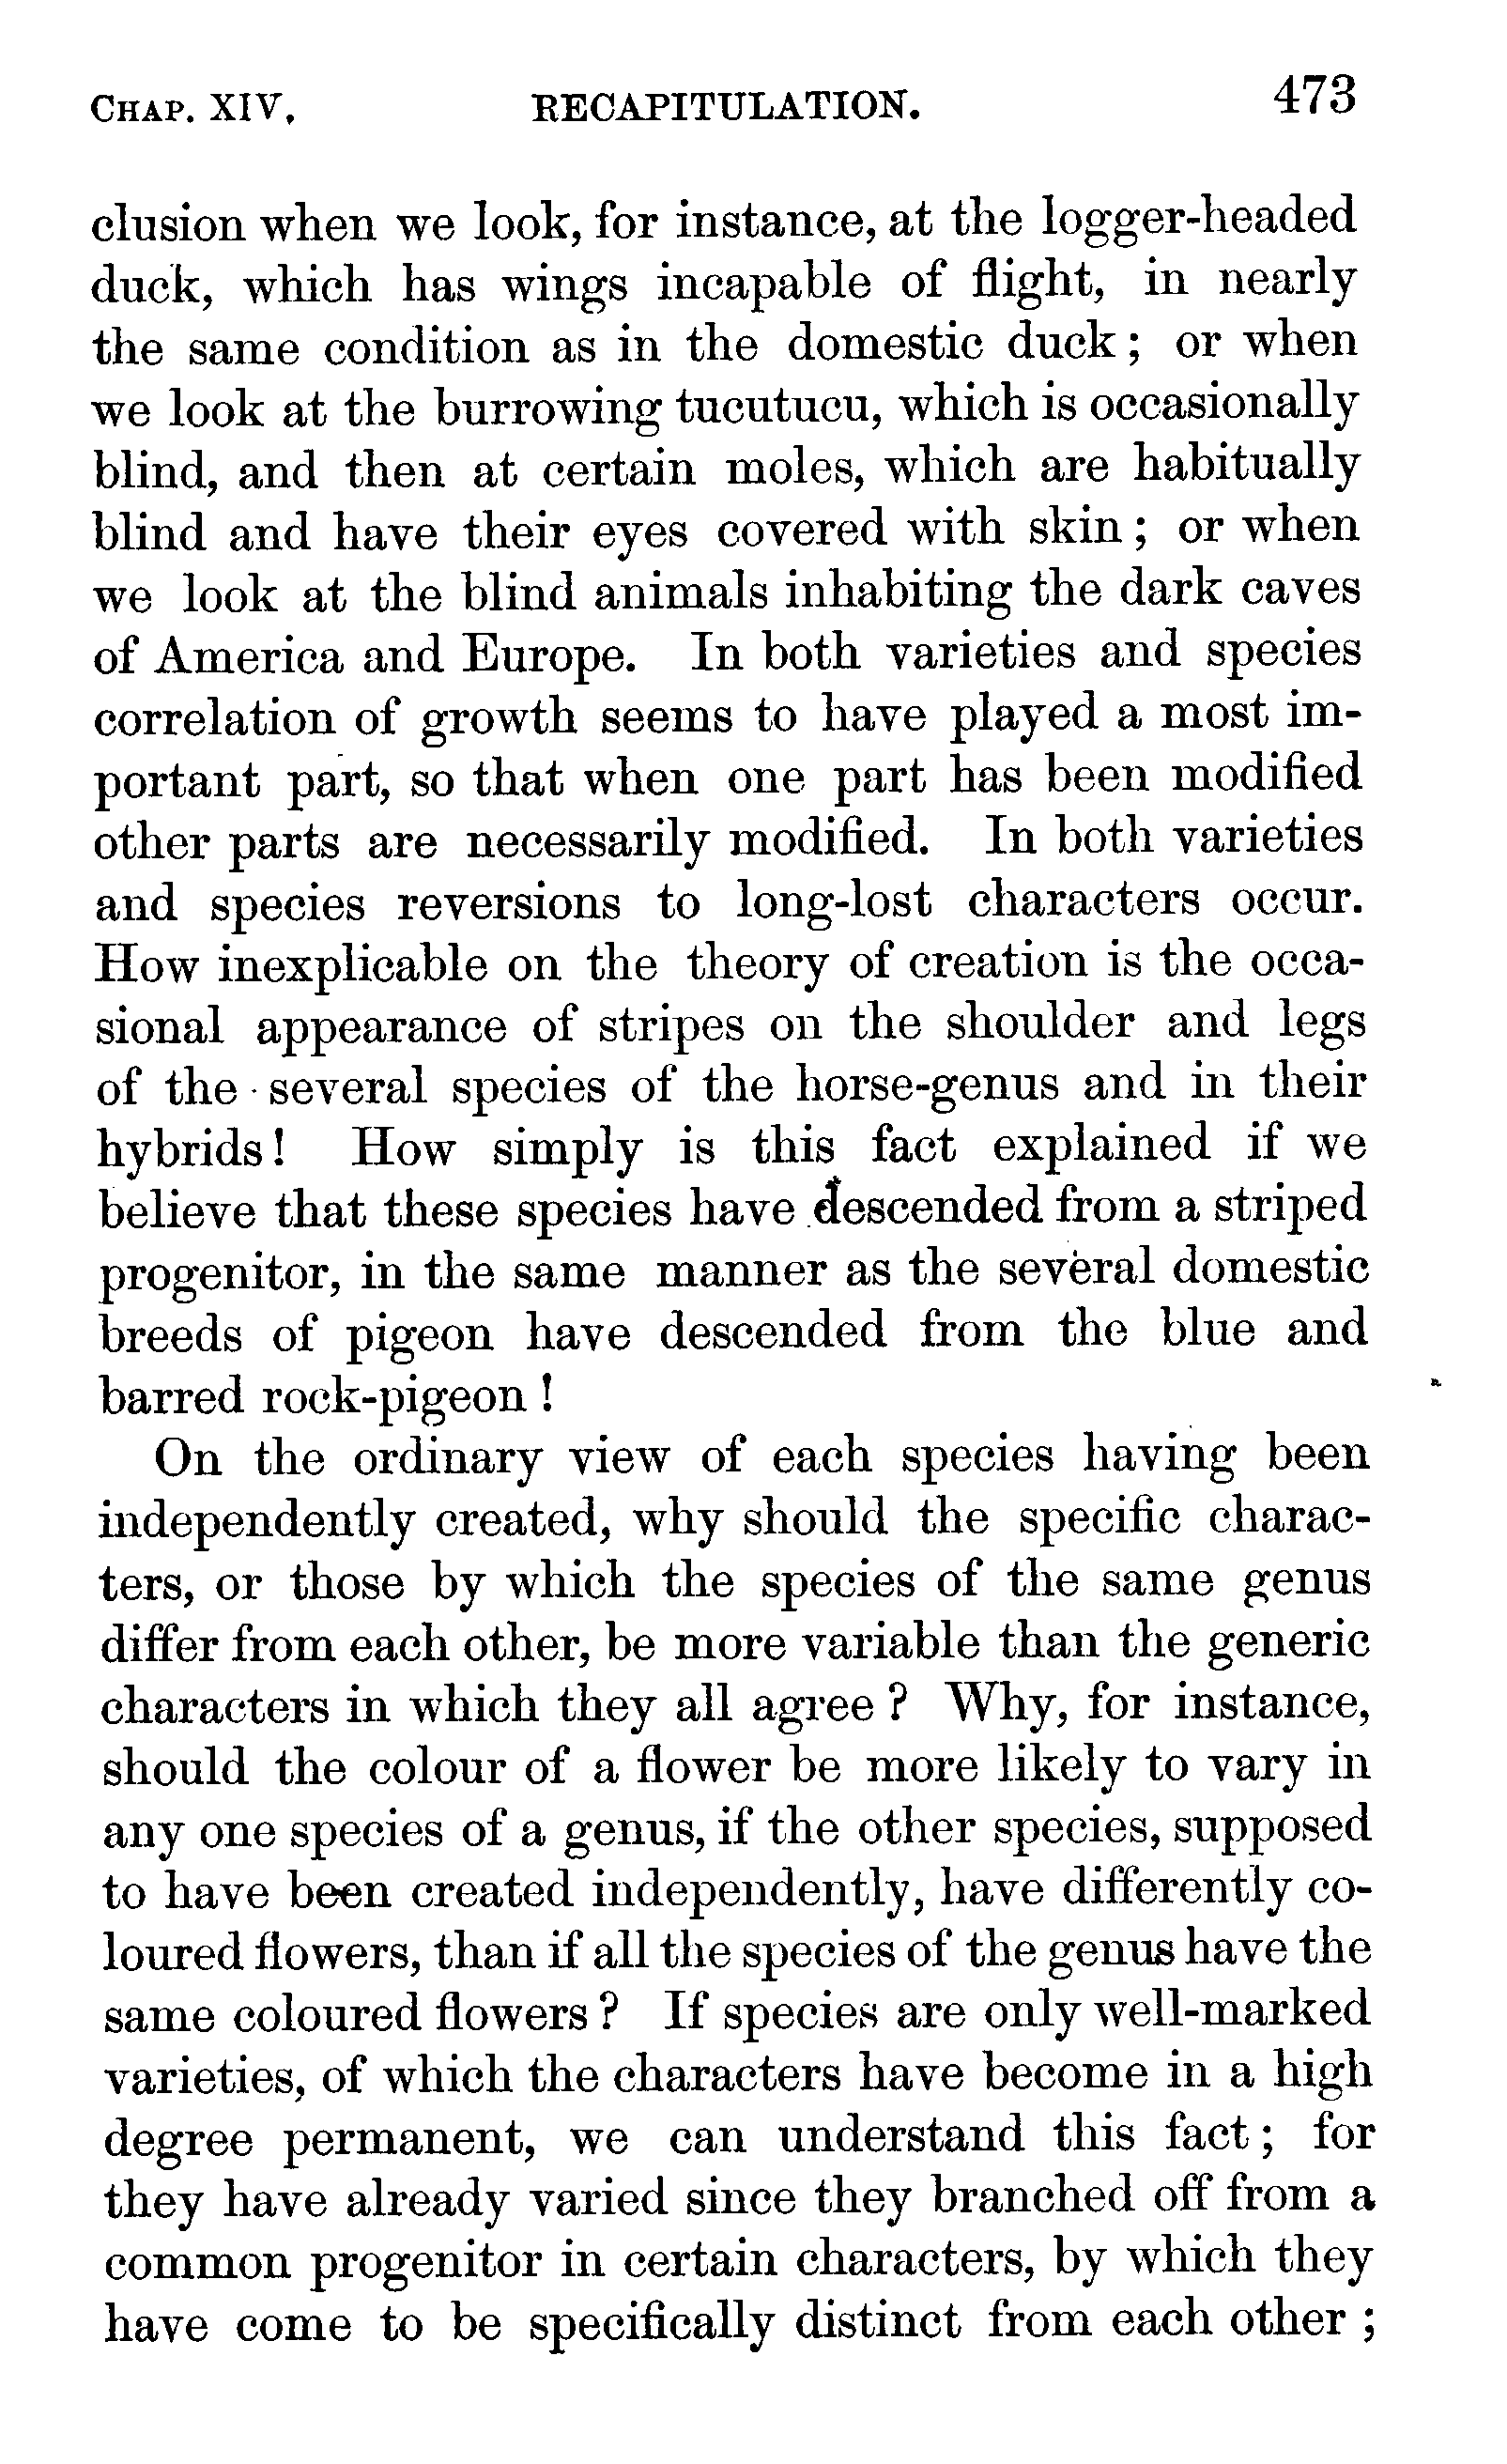 CHAP. XIV. RECAPITULATION. 473
clusion when we look, for instance, at the logger-headed
duck, which has wings incapable of flight, in nearly
the same condition as in the domestic duck; or when
we look at the burrowing tucutucu, which is occasionally
blind, and then at certain moles, which are habitually
blind and have their eyes covered with skin; or when
we look at the blind animals inhabiting the dark caves
of America and Europe. In both varieties and species
correlation of growth seems to have played a most im-
portant part, so that when one part has been modified
other parts are necessarily modified. In both varieties
and species reversions to long-lost characters occur.
How inexplicable on the theory of creation is the occa-
sional appearance of stripes on the shoulder and legs
of the several species of the horse-genus and in their
hybrids! How simply is this fact explained if we
believe that these species have descended from a striped
progenitor, in the same manner as the several domestic
breeds of pigeon have descended from the blue and
barred rock-pigeon!
On the ordinary view of each species having been
independently created, why should the specific charac-
ters, or those by which the species of the same genus
differ from each other, be more variable than the generic
characters in which they all agree? Why, for instance,
should the colour of a flower be more likely to vary in
any one species of a genus, if the other species, supposed
to have been created independently, have differently co-
loured flowers, than if all the species of the genus have the
same coloured flowers? If species are only well-marked
varieties, of which the characters have become in a high
degree permanent, we can understand this fact; for
they have already varied since they branched off from a
common progenitor in certain characters, by which they
have come to be specifically distinct from each other;